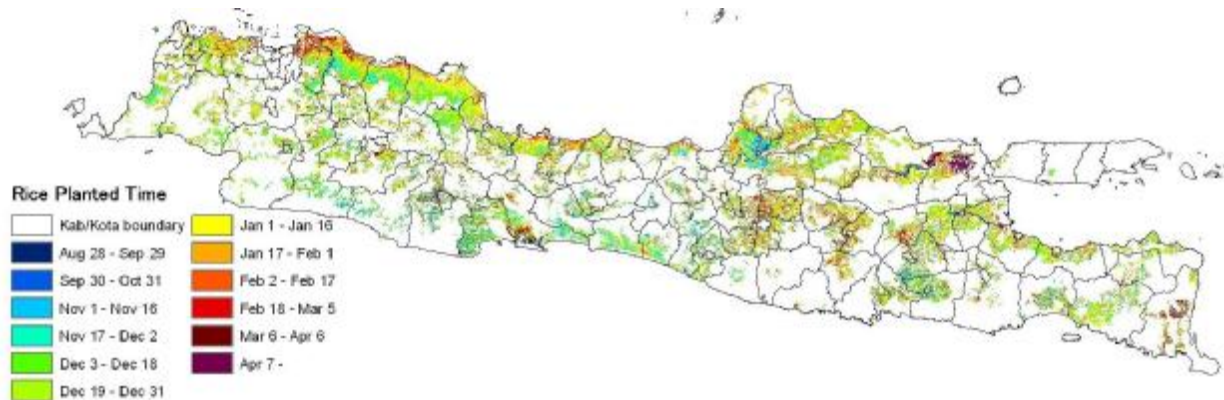 Rice Planted Time
Kab/Kota boundary
Aug 28 - Sep 29
Sep 30 - Oct 31
Nov 1 - Nov 16
Nov 17 - Dec 2
Dec 3 - Dec 18
Dec 19 - Dec 31
Jan 1 - Jan 16
Jan 17 - Feb 1
Feb 2 - Feb 17
Feb 18 - Mar 5
Mar 6 - Apr 6
Apr 7 -